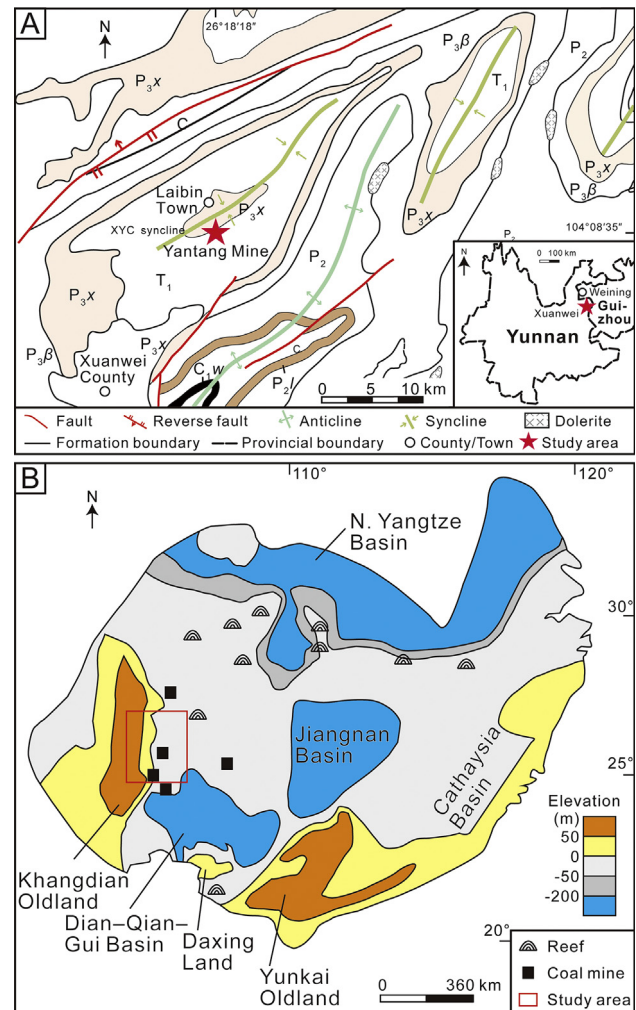 A
N
26°18′18″
P₃x
P₃β
P₂
T₁
C
Laibin
Town
P₃x
XYC syncline
Yantang Mine
P₃x
P₃x
P₃β
104°08′35″
P₂
P₂
T₁
P₃x
P₃x
P₃β
Xuanwei
County
C₁w
C
P₂l
0 5 10 km
N
0 100 km
Weining
Xuanwei
Gui-
zhou
Yunnan
Fault
Reverse fault
Anticline
Syncline
Dolerite
Formation boundary
Provincial boundary
County/Town
Study area
B
110°
120°
N
N. Yangtze
Basin
30°
Jiangnan
Basin
Cathaysia
Basin
25°
Elevation
(m)
50
0
-50
-200
Khangdian
Oldland
Dian–Qian–
Gui Basin
Daxing
Land
Yunkai
Oldland
20°
0 360 km
Reef
Coal mine
Study area